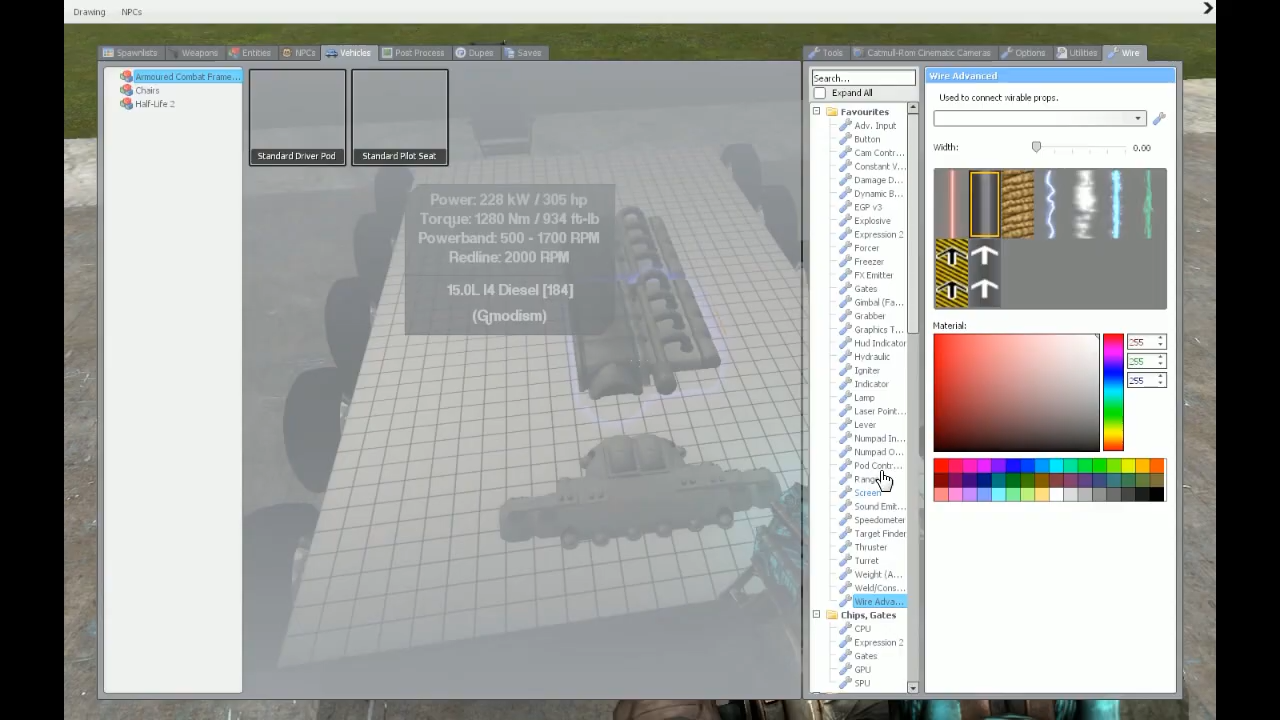 Drawing NPCs
Spawnlists Weapons Entities NPCs Vehicles Post Process Dupes Saves
Tools Catmull-Rom Cinematic Cameras Options Utilities Wire
Armoured Combat Frame...
Chairs
Half-Life 2
Standard Driver Pod
Standard Pilot Seat
Power: 228 kW / 305 hp
Torque: 1280 Nm / 934 ft-lb
Powerband: 500 - 1700 RPM
Redline: 2000 RPM
15.0L I4 Diesel [184]
(Gmodism)
Search...
Expand All
Favourites
Adv. Input
Button
Cam Contr...
Constant V...
Damage D...
Dynamic B...
EGP v3
Explosive
Expression 2
Forcer
Freezer
FX Emitter
Gates
Gimbal (Fa...
Grabber
Graphics T...
Hud Indicator
Hydraulic
Igniter
Indicator
Lamp
Laser Point...
Lever
Numpad In...
Numpad O...
Pod Contr...
Screen
Sound Emit...
Speedometer
Target Finder
Thruster
Turret
Weight (A...
Weld/Cons...
Wire Adva...
Chips, Gates
CPU
Expression 2
Gates
GPU
SPU
Wire Advanced
Used to connect wirable props.
Width: 0.00
Material:
255
255
255